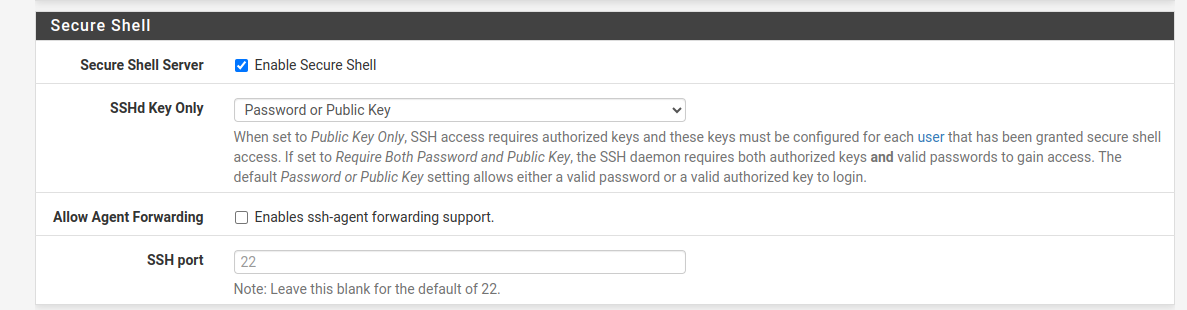 Secure Shell
Secure Shell Server Enable Secure Shell
SSHd Key Only Password or Public Key
When set to Public Key Only, SSH access requires authorized keys and these keys must be configured for each user that has been granted secure shell
access. If set to Require Both Password and Public Key, the SSH daemon requires both authorized keys and valid passwords to gain access. The
default Password or Public Key setting allows either a valid password or a valid authorized key to login.
Allow Agent Forwarding Enables ssh-agent forwarding support.
SSH port 22
Note: Leave this blank for the default of 22.